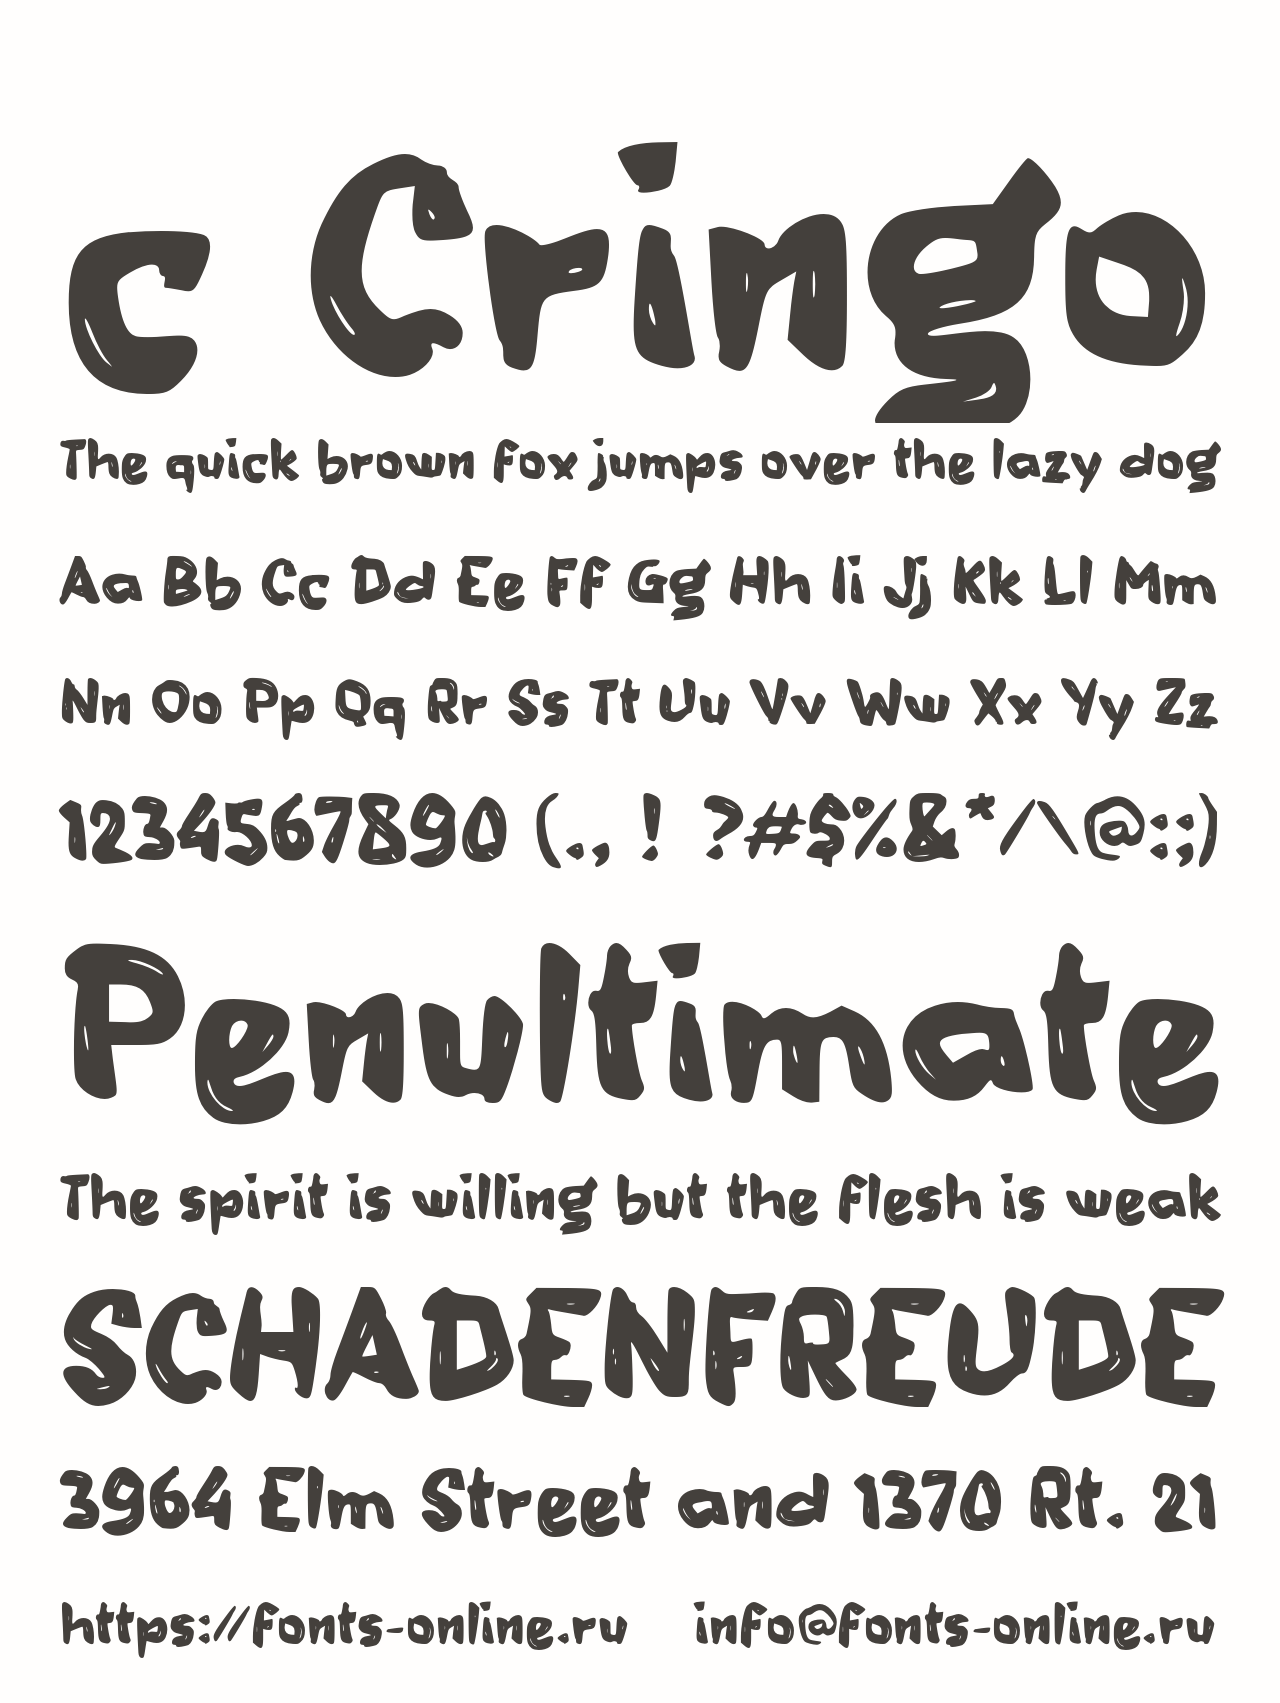 c Cringo
The quick brown fox jumps over the lazy dog
Aa Bb Cc Dd Ee Ff Gg Hh Ii Jj Kk Ll Mm
Nn Oo Pp Qq Rr Ss Tt Uu Vv Ww Xx Yy Zz
1234567890 (., ! ?#$%&*/\@:;)
Penultimate
The spirit is willing but the flesh is weak
SCHADENFREUDE
3964 Elm Street and 1370 Rt. 21
https://fonts-online.ru info@fonts-online.ru